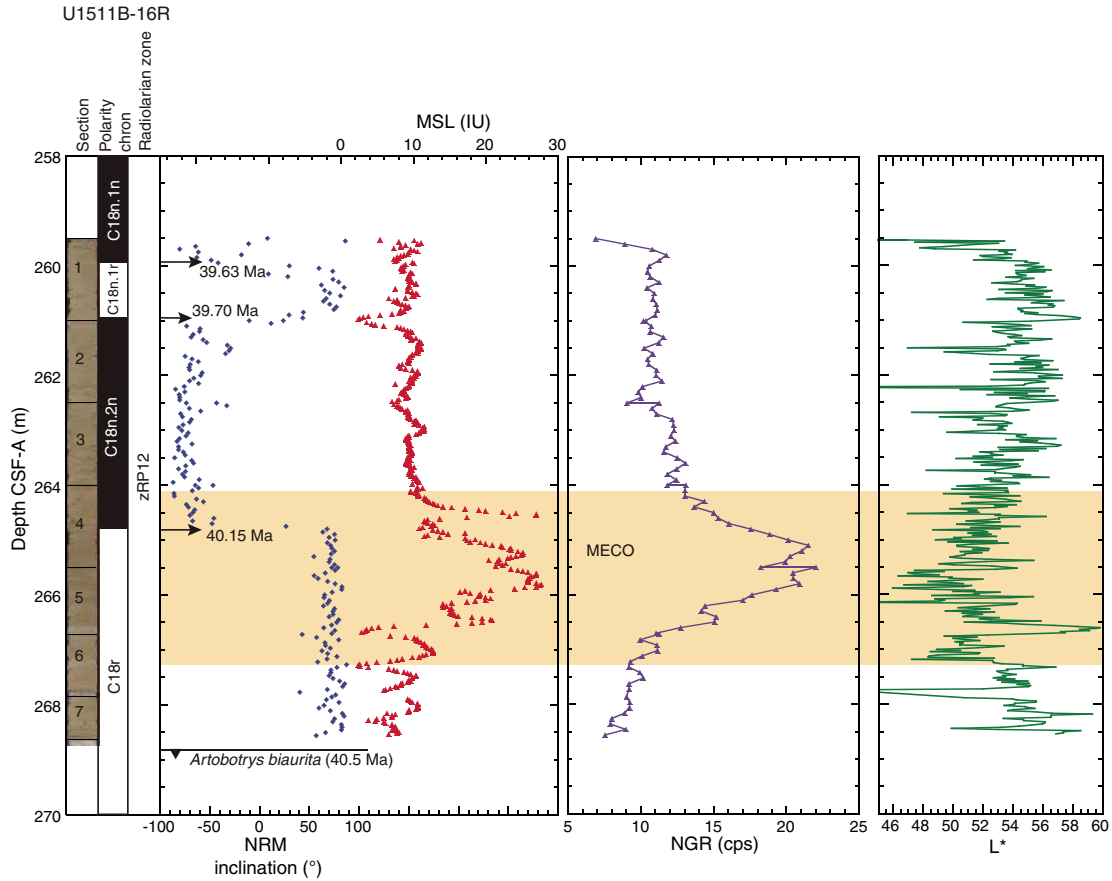 U1511B-16R
Section
Polarity
chron
Radiolarian zone
MSL (IU)
0 10 20 30
258
260
262
264
266
268
270
Depth CSF-A (m)
1
2
3
4
5
6
7
C18n.1n
C18n.1r
C18n.2n
C18r
zRP12
39.63 Ma
39.70 Ma
40.15 Ma
Artobotrys biaurita (40.5 Ma)
MECO
-100 -50 0 50 100
NRM
inclination (°)
5 10 15 20 25
NGR (cps)
46 48 50 52 54 56 58 60
L*